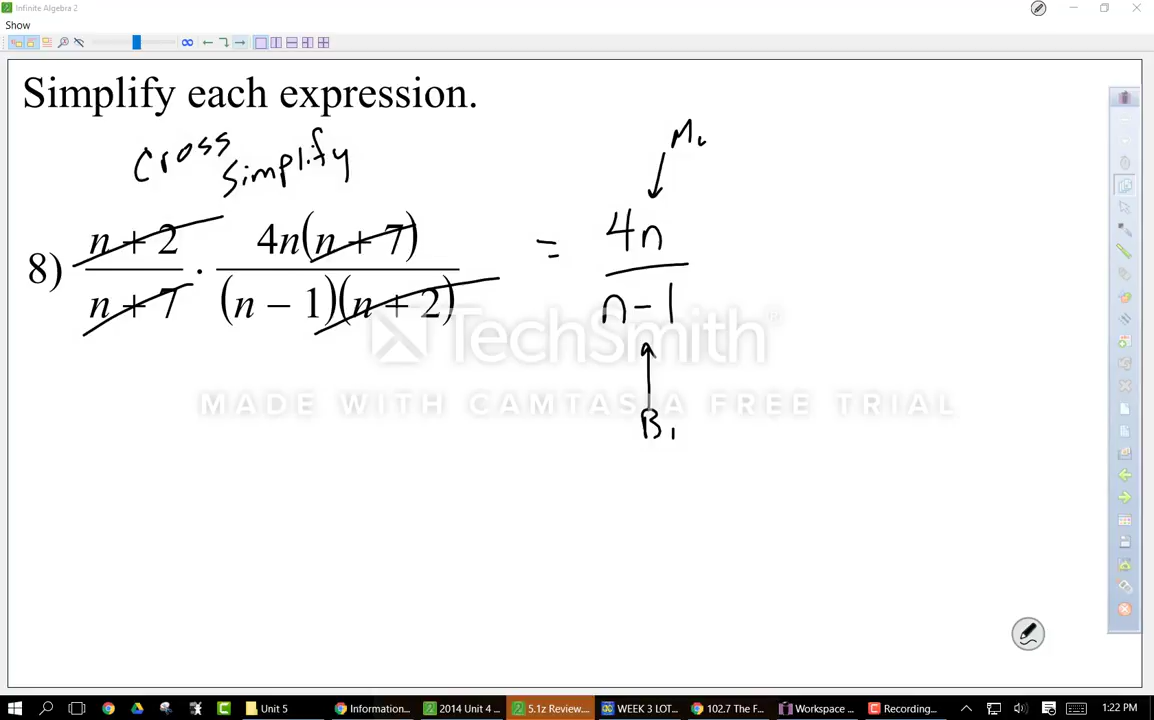 Infinite Algebra 2
Show
Simplify each expression.
Cross
Simplify
8) n + 2 / n + 7 · 4n(n + 7) / (n − 1)(n + 2) = 4n / n − 1
B1
TechSmith®
MADE WITH CAMTASIA FREE TRIAL
Unit 5
Information...
2014 Unit 4 ...
5.1z Review....
WEEK 3 LOT...
102.7 The F...
Workspace ...
Recording...
1:22 PM